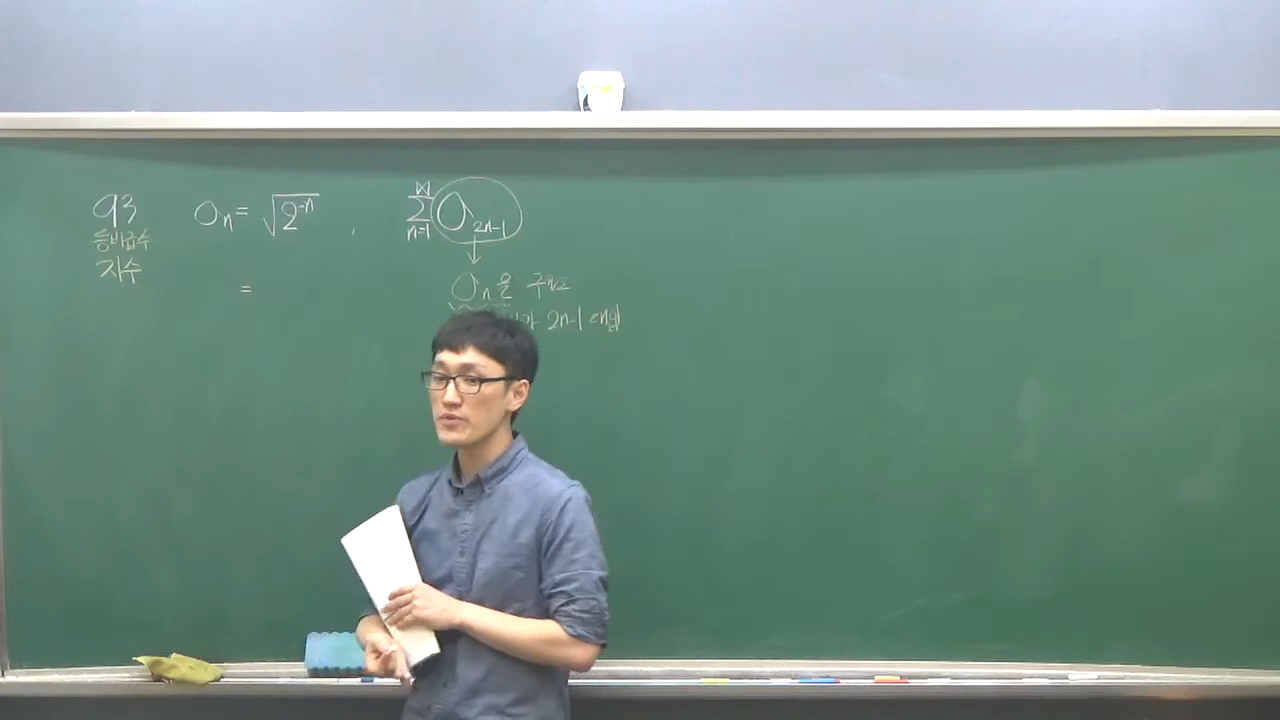 93
등비급수
지수
aₙ = √2⁻ⁿ , ∑ₙ₌₁^∞ a₂ₙ₋₁
=
↓
aₙ을 구하고
2n-1 대입